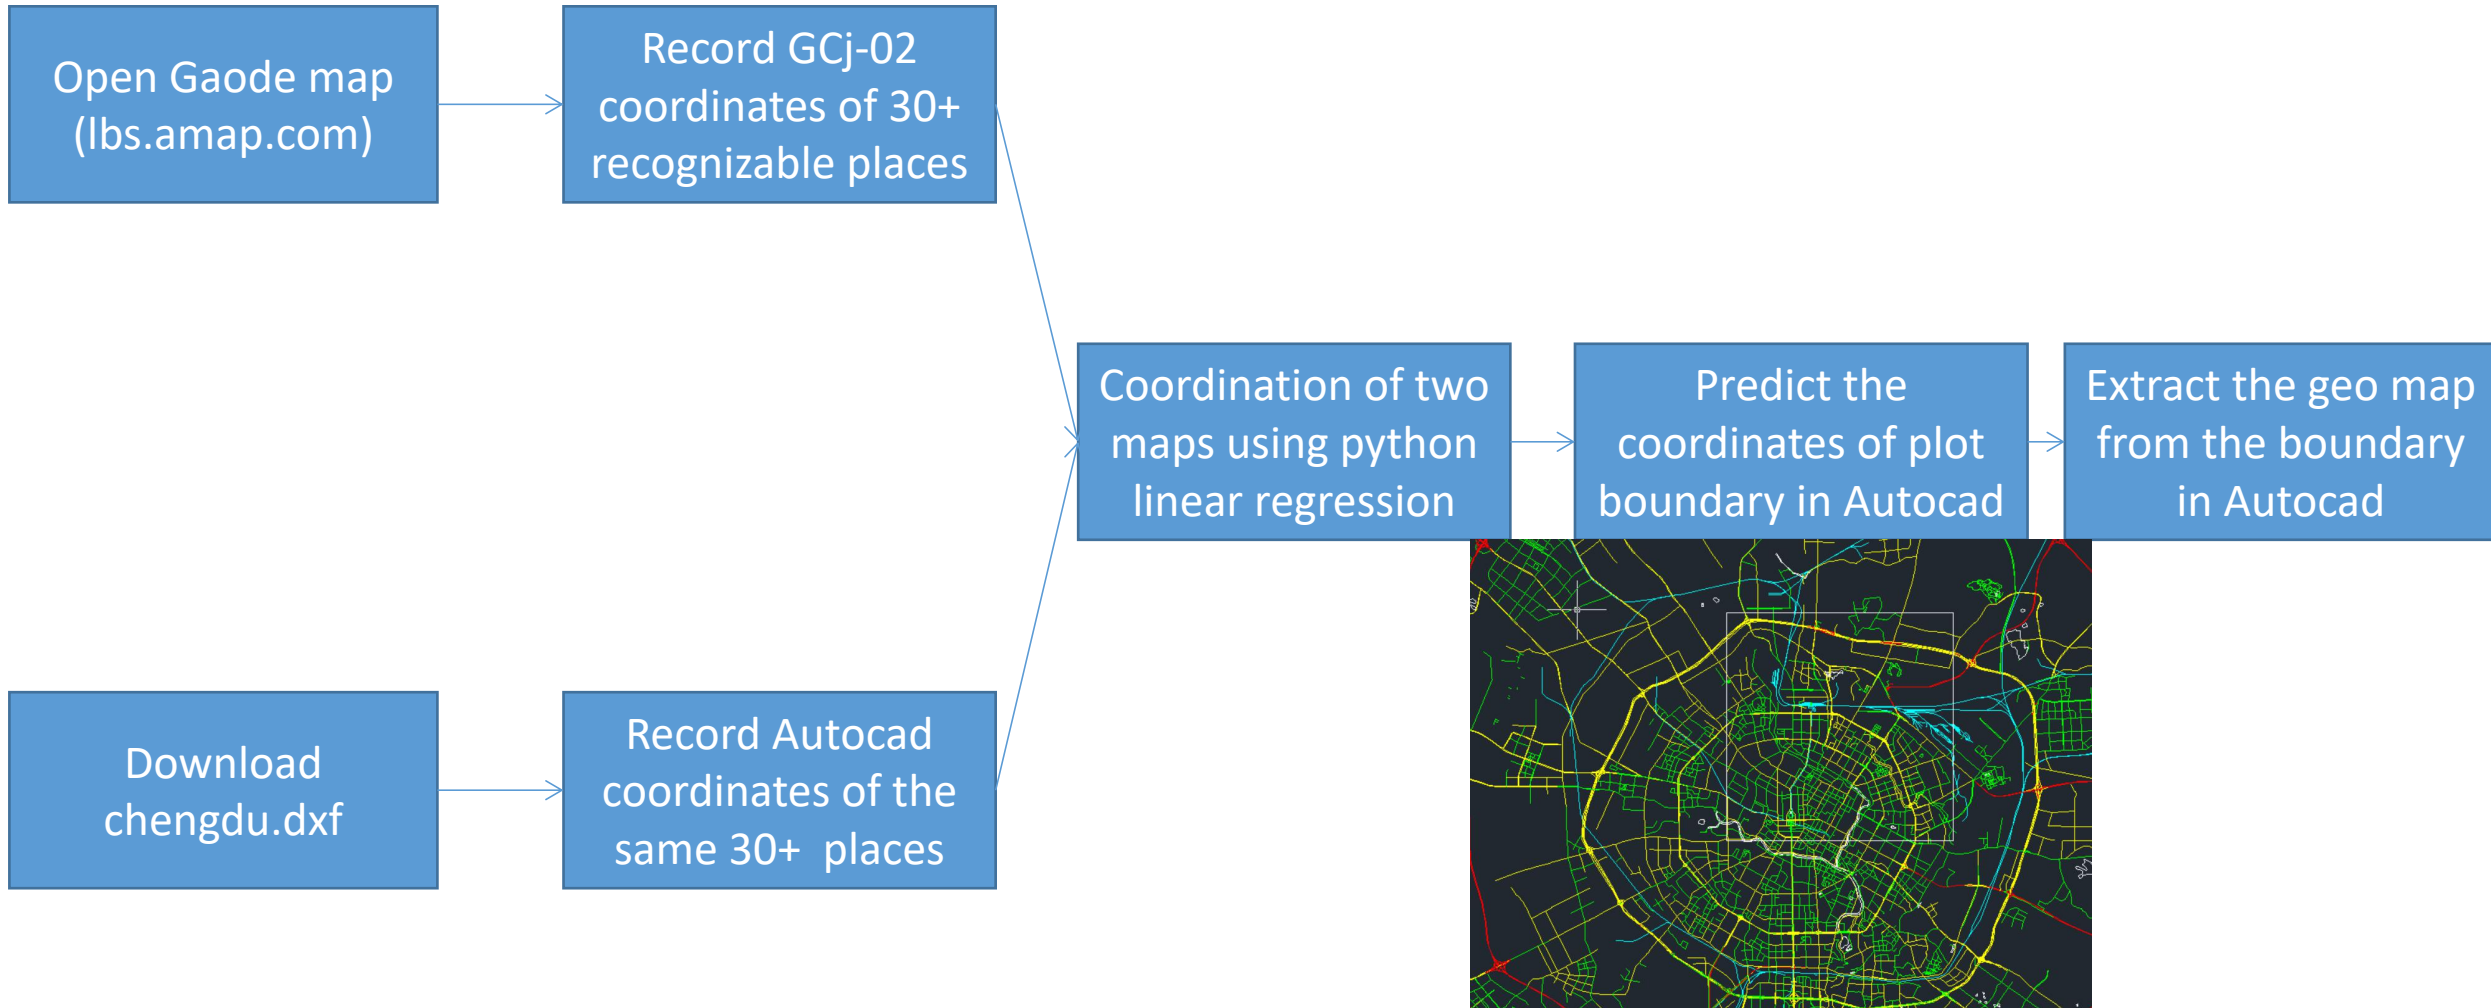 Open Gaode map
(lbs.amap.com)
Record GCj-02
coordinates of 30+
recognizable places
Coordination of two
maps using python
linear regression
Predict the
coordinates of plot
boundary in Autocad
Extract the geo map
from the boundary
in Autocad
Download
chengdu.dxf
Record Autocad
coordinates of the
same 30+ places